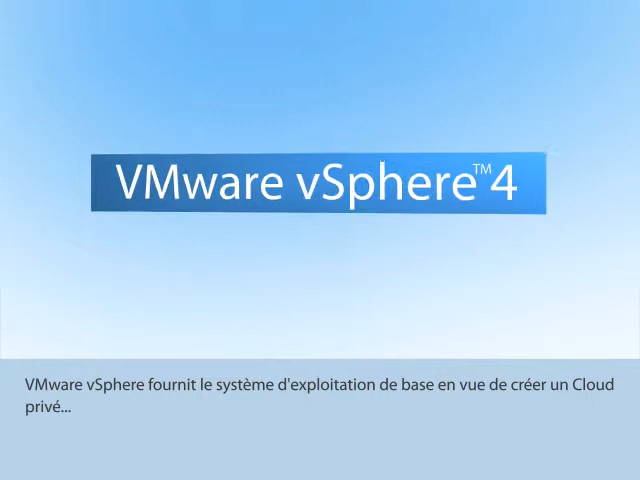 VMware vSphere™ 4
VMware vSphere fournit le système d'exploitation de base en vue de créer un Cloud
privé...